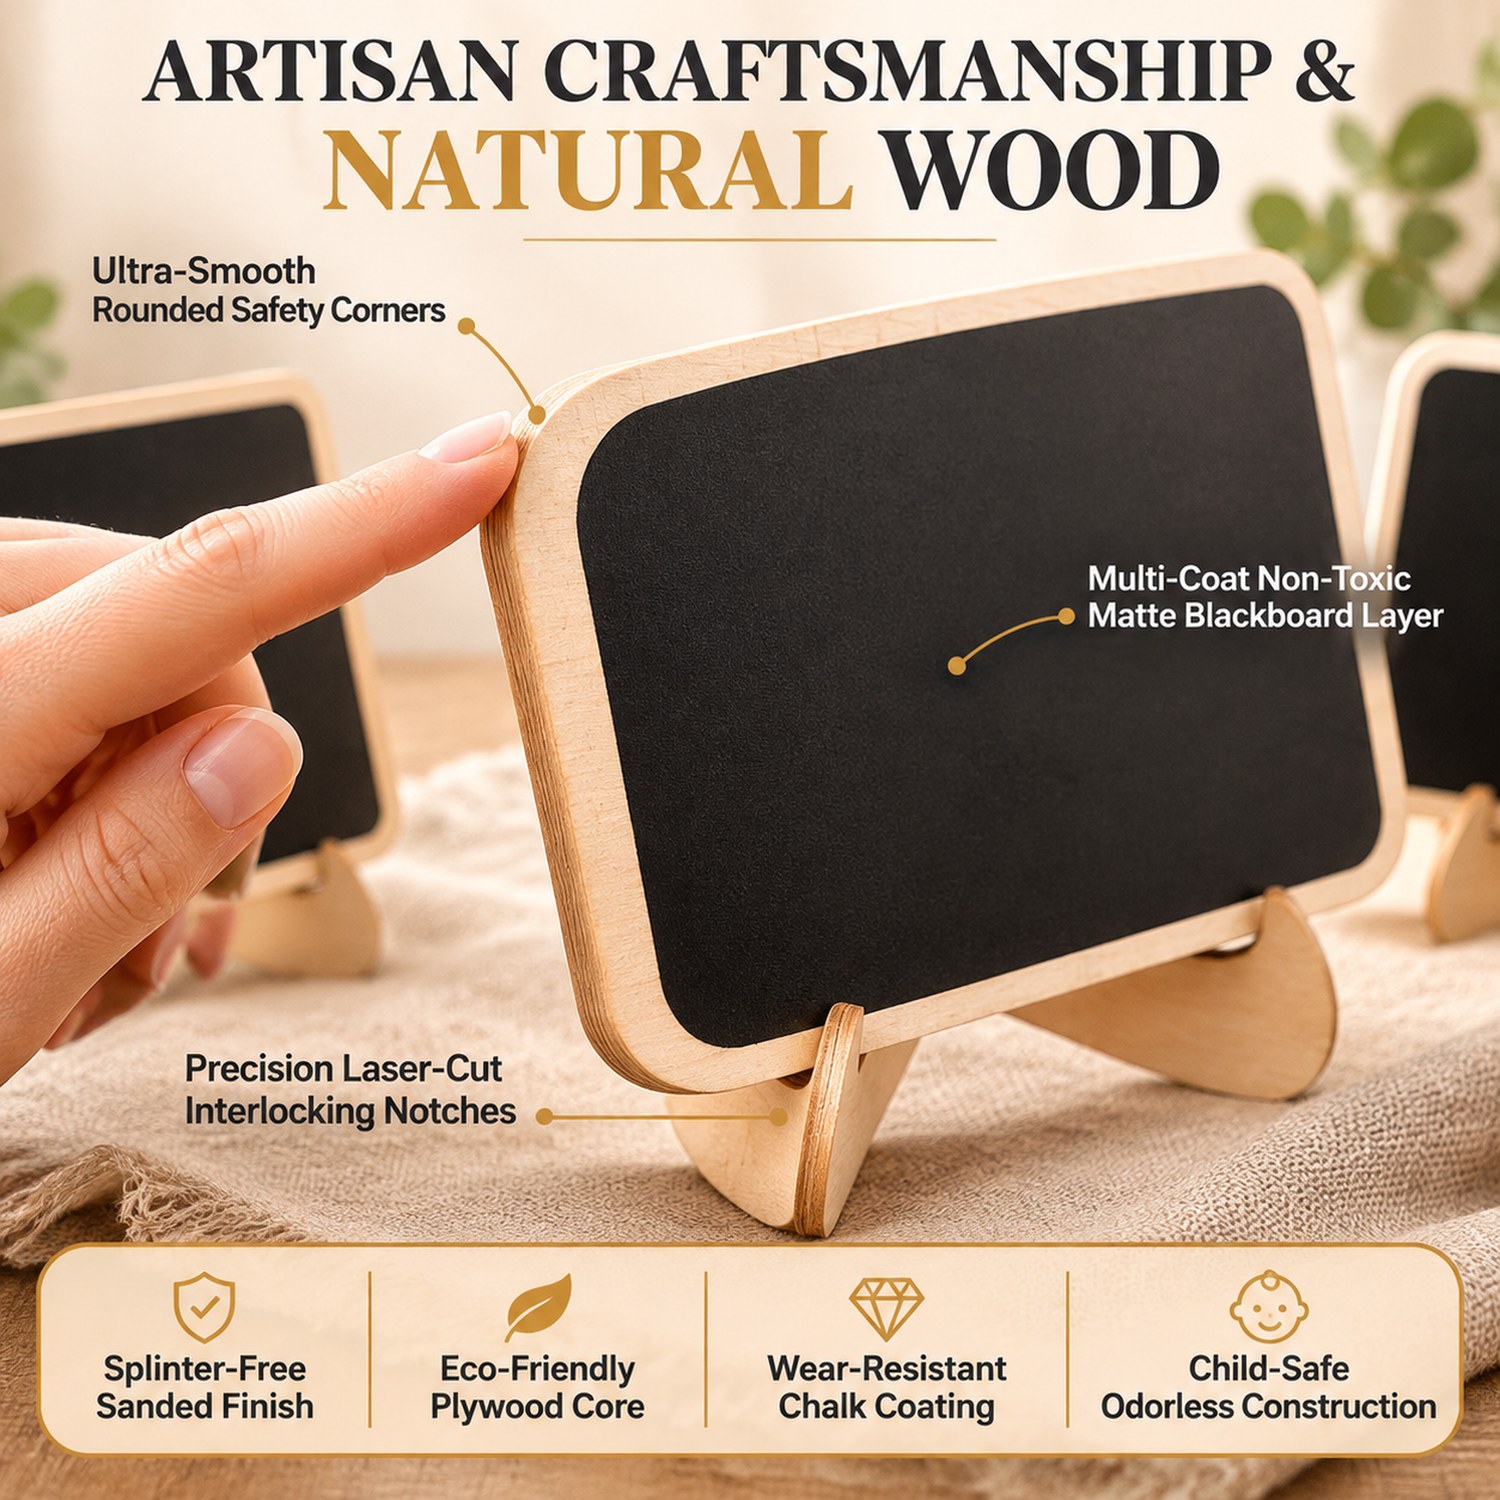 ARTISAN CRAFTSMANSHIP &
NATURAL WOOD
Ultra-Smooth
Rounded Safety Corners
Multi-Coat Non-Toxic
Matte Blackboard Layer
Precision Laser-Cut
Interlocking Notches
Splinter-Free
Sanded Finish
Eco-Friendly
Plywood Core
Wear-Resistant
Chalk Coating
Child-Safe
Odorless Construction